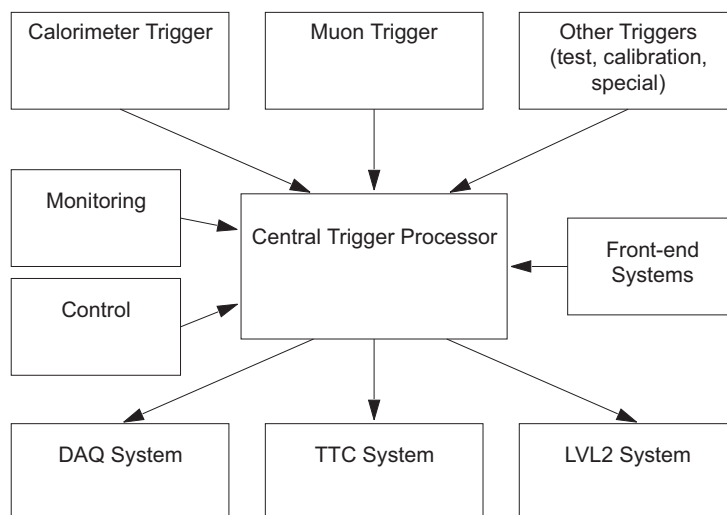 Calorimeter Trigger
Muon Trigger
Other Triggers
(test, calibration,
special)
Monitoring
Central Trigger Processor
Front-end
Systems
Control
DAQ System
TTC System
LVL2 System